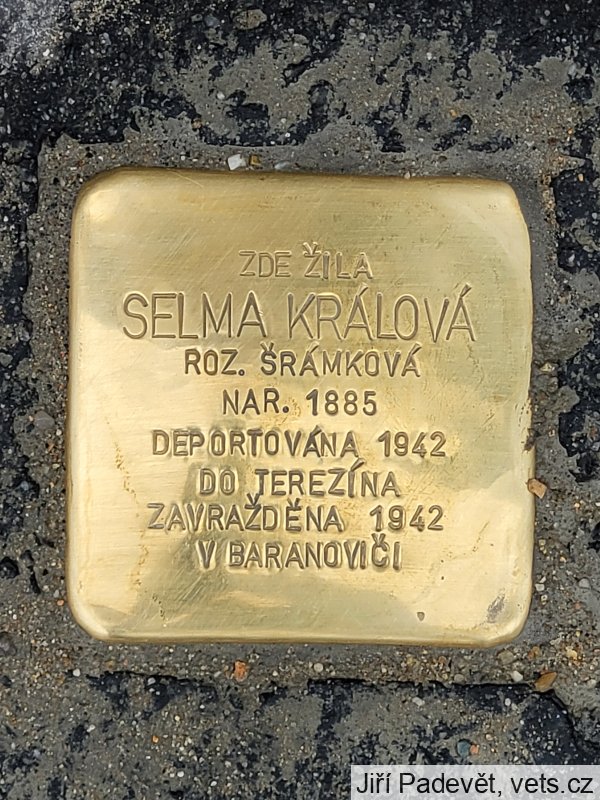 ZDE ŽILA
SELMA KRÁLOVÁ
ROZ. ŠRÁMKOVÁ
NAR. 1885
DEPORTOVÁNA 1942
DO TEREZÍNA
ZAVRAŽDĚNA 1942
V BARANOVIČI
Jiří Padevět, vets.cz